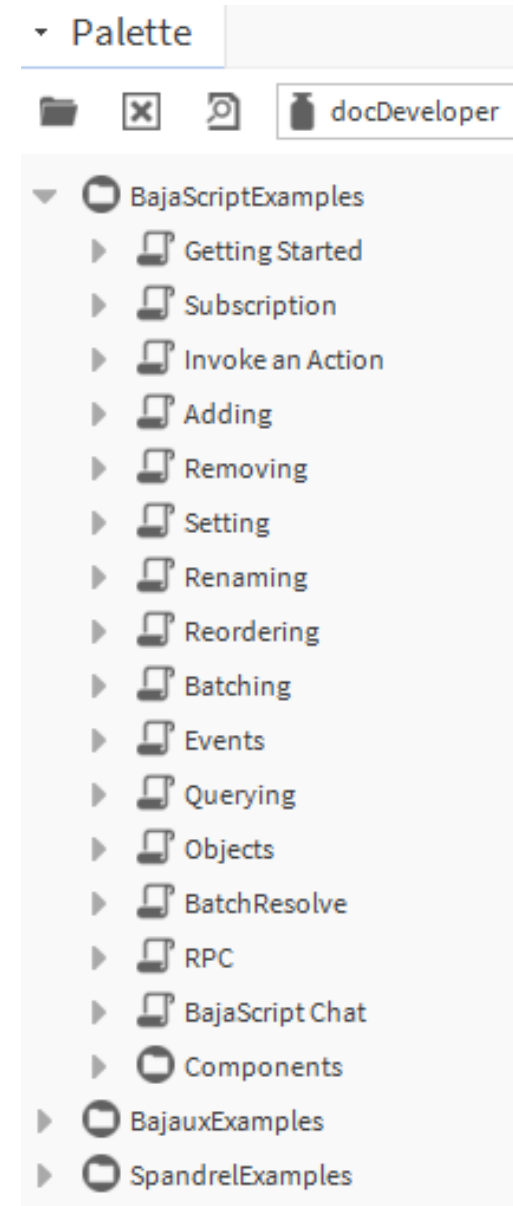 Palette
docDeveloper
BajaScriptExamples
Getting Started
Subscription
Invoke an Action
Adding
Removing
Setting
Renaming
Reordering
Batching
Events
Querying
Objects
BatchResolve
RPC
BajaScript Chat
Components
BajauxExamples
SpandrelExamples